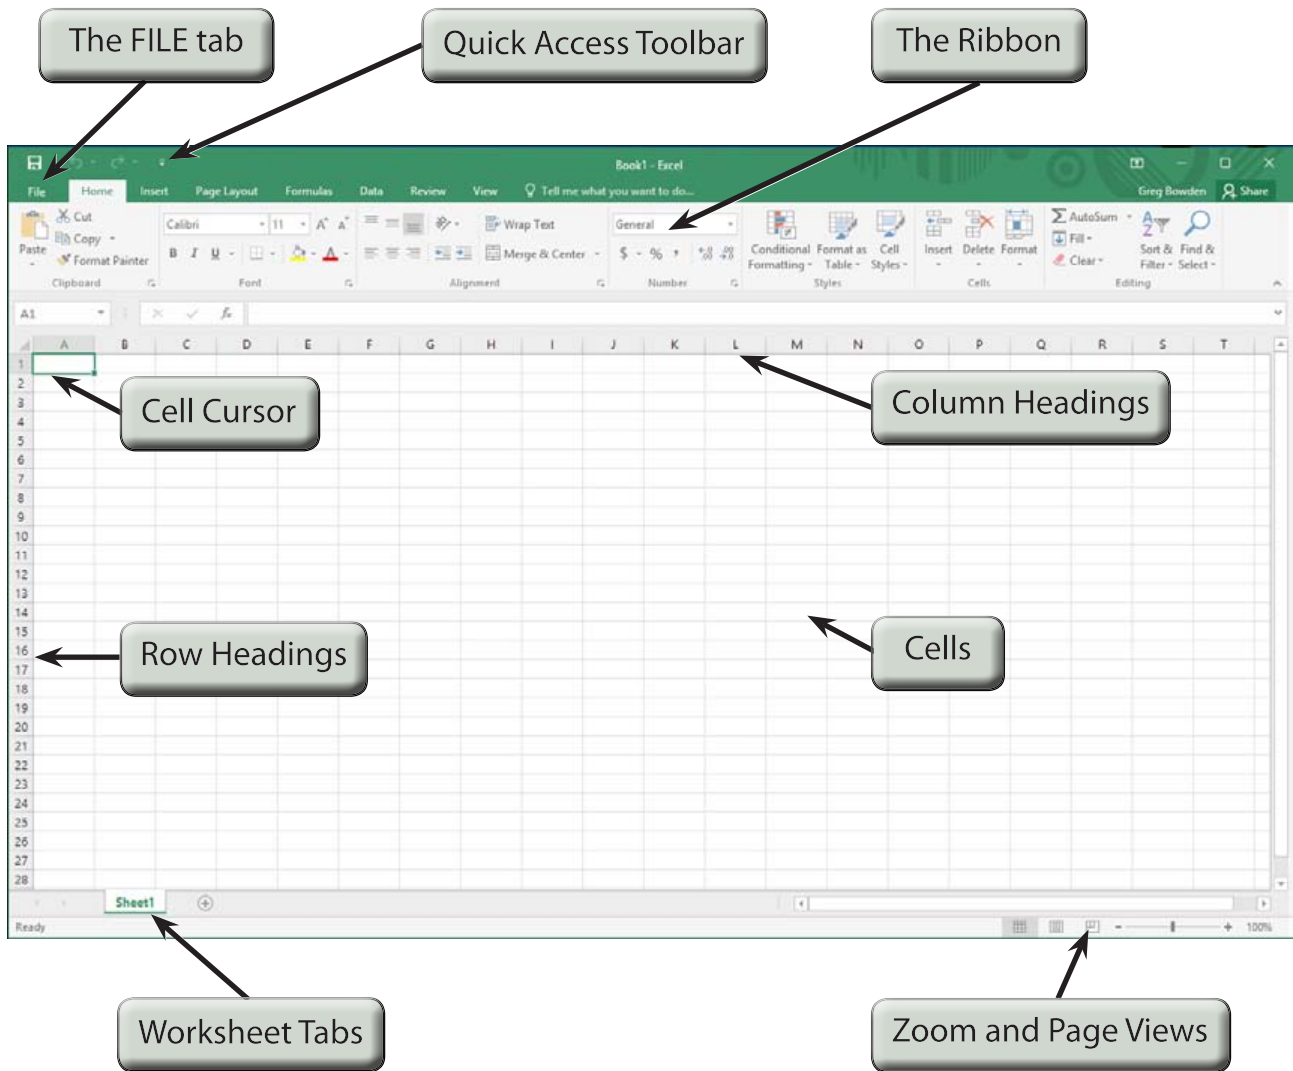 The FILE tab
Quick Access Toolbar
The Ribbon
Book1 - Excel
File Home Insert Page Layout Formulas Data Review View Tell me what you want to do... Greg Bowden Share
Cut
Copy
Format Painter
Paste
Clipboard
Calibri 11 A A
B I U A
Font
Wrap Text
Merge & Center
Alignment
General
$ % ,
Number
Conditional Formatting
Format as Table
Cell Styles
Styles
Insert Delete Format
Cells
AutoSum
Fill
Clear
Sort & Filter
Find & Select
Editing
A1 fx
A B C D E F G H I J K L M N O P Q R S T
1
2
3
4
5
6
7
8
9
10
11
12
13
14
15
16
17
18
19
20
21
22
23
24
25
26
27
28
Cell Cursor
Column Headings
Row Headings
Cells
Sheet1
Ready
- + 100%
Worksheet Tabs
Zoom and Page Views